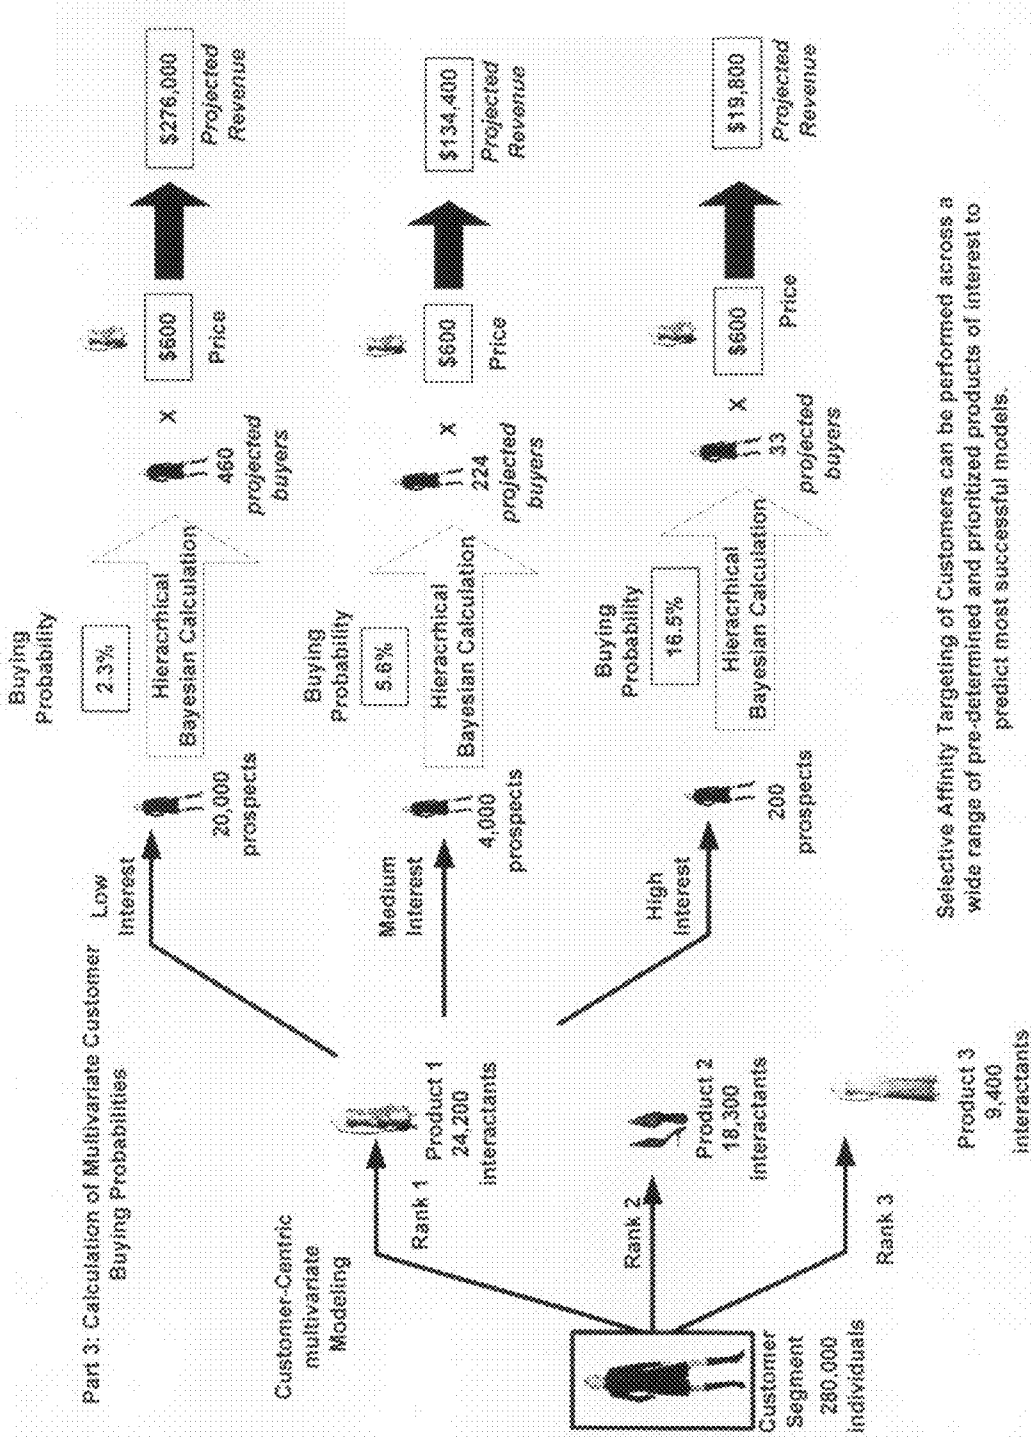 Part 3: Calculation of Multivariate Customer
Buying Probabilities
Customer-Centric
multivariate
Modeling
Customer
Segment
280,000
individuals
Rank 1
Rank 2
Rank 3
Product 1
24,200
interactants
Product 2
18,300
interactants
Product 3
9,400
interactants
Low
Interest
20,000
prospects
Buying
Probability
2.3%
Hieracrhical
Bayesian Calculation
460
projected
buyers
X
$600
Price
$276,000
Projected
Revenue
Medium
Interest
4,000
prospects
Buying
Probability
5.6%
Hieracrhical
Bayesian Calculation
224
projected
buyers
X
$600
Price
$134,400
Projected
Revenue
High
Interest
200
prospects
Buying
Probability
16.5%
Hieracrhical
Bayesian Calculation
33
projected
buyers
X
$600
Price
$19,800
Projected
Revenue
Selective Affinity Targeting of Customers can be performed across a
wide range of pre-determined and prioritized products of interest to
predict most successful models.